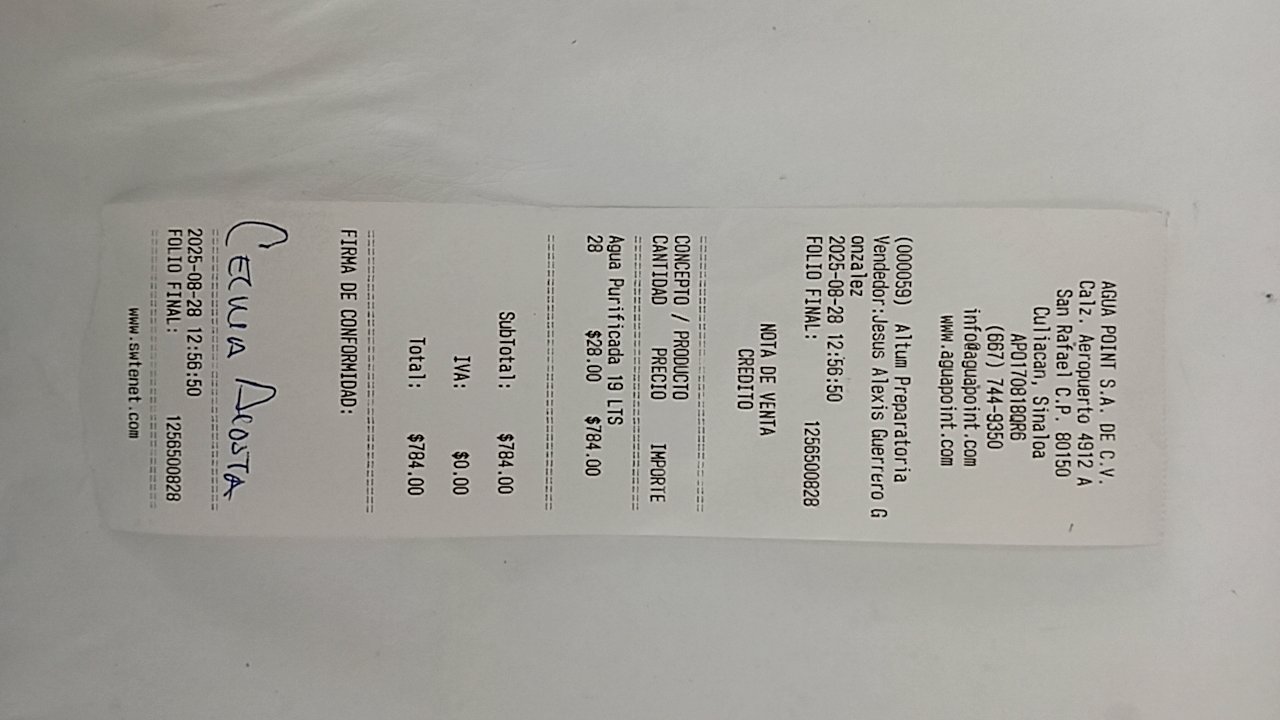 AGUA POINT S.A. DE C.V.
Calz. Aeropuerto 4912 A
San Rafael C.P. 80150
Culiacan, Sinaloa
APO170818QR6
(667) 744-9350
info@aguapoint.com
www.aguapoint.com
(000059) Altum Preparatoria
Vendedor:Jesus Alexis Guerrero G
onzalez
2025-08-28 12:56:50
FOLIO FINAL: 1256500828
NOTA DE VENTA
CREDITO
CONCEPTO / PRODUCTO
CANTIDAD PRECIO IMPORTE
Agua Purificada 19 LTS
28 $28.00 $784.00
SubTotal: $784.00
IVA: $0.00
Total: $784.00
FIRMA DE CONFORMIDAD:
Celia Acosta
2025-08-28 12:56:50
FOLIO FINAL: 1256500828
www.swtenet.com